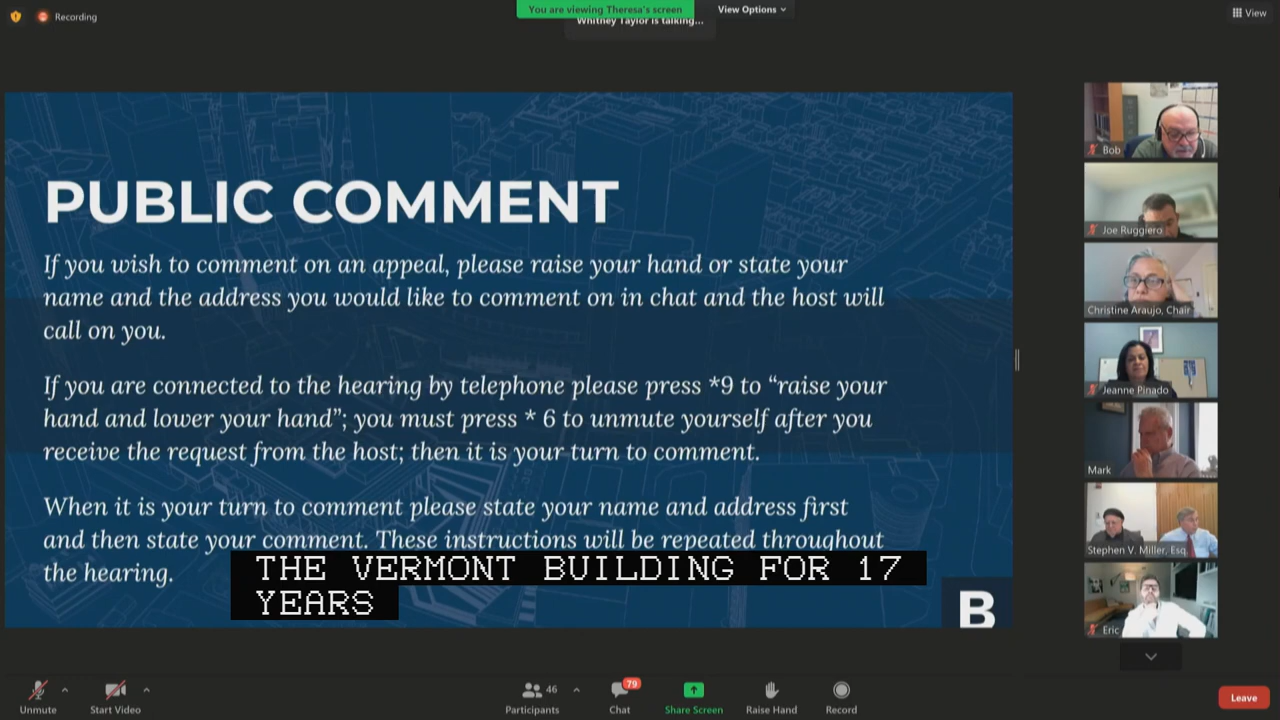 Recording
You are viewing Theresa's screen
View Options
Whitney Taylor is talking...
View
PUBLIC COMMENT
If you wish to comment on an appeal, please raise your hand or state your
name and the address you would like to comment on in chat and the host will
call on you.
If you are connected to the hearing by telephone please press *9 to “raise your
hand and lower your hand”; you must press * 6 to unmute yourself after you
receive the request from the host; then it is your turn to comment.
When it is your turn to comment please state your name and address first
and then state your comment. These instructions will be repeated throughout
the hearing.
THE VERMONT BUILDING FOR 17
YEARS
B
Bob
Joe Ruggiero
Christine Araujo, Chair
Jeanne Pinado
Mark
Stephen V. Miller, Esq.
Eric
Unmute
Start Video
46
Participants
79
Chat
Share Screen
Raise Hand
Record
Leave